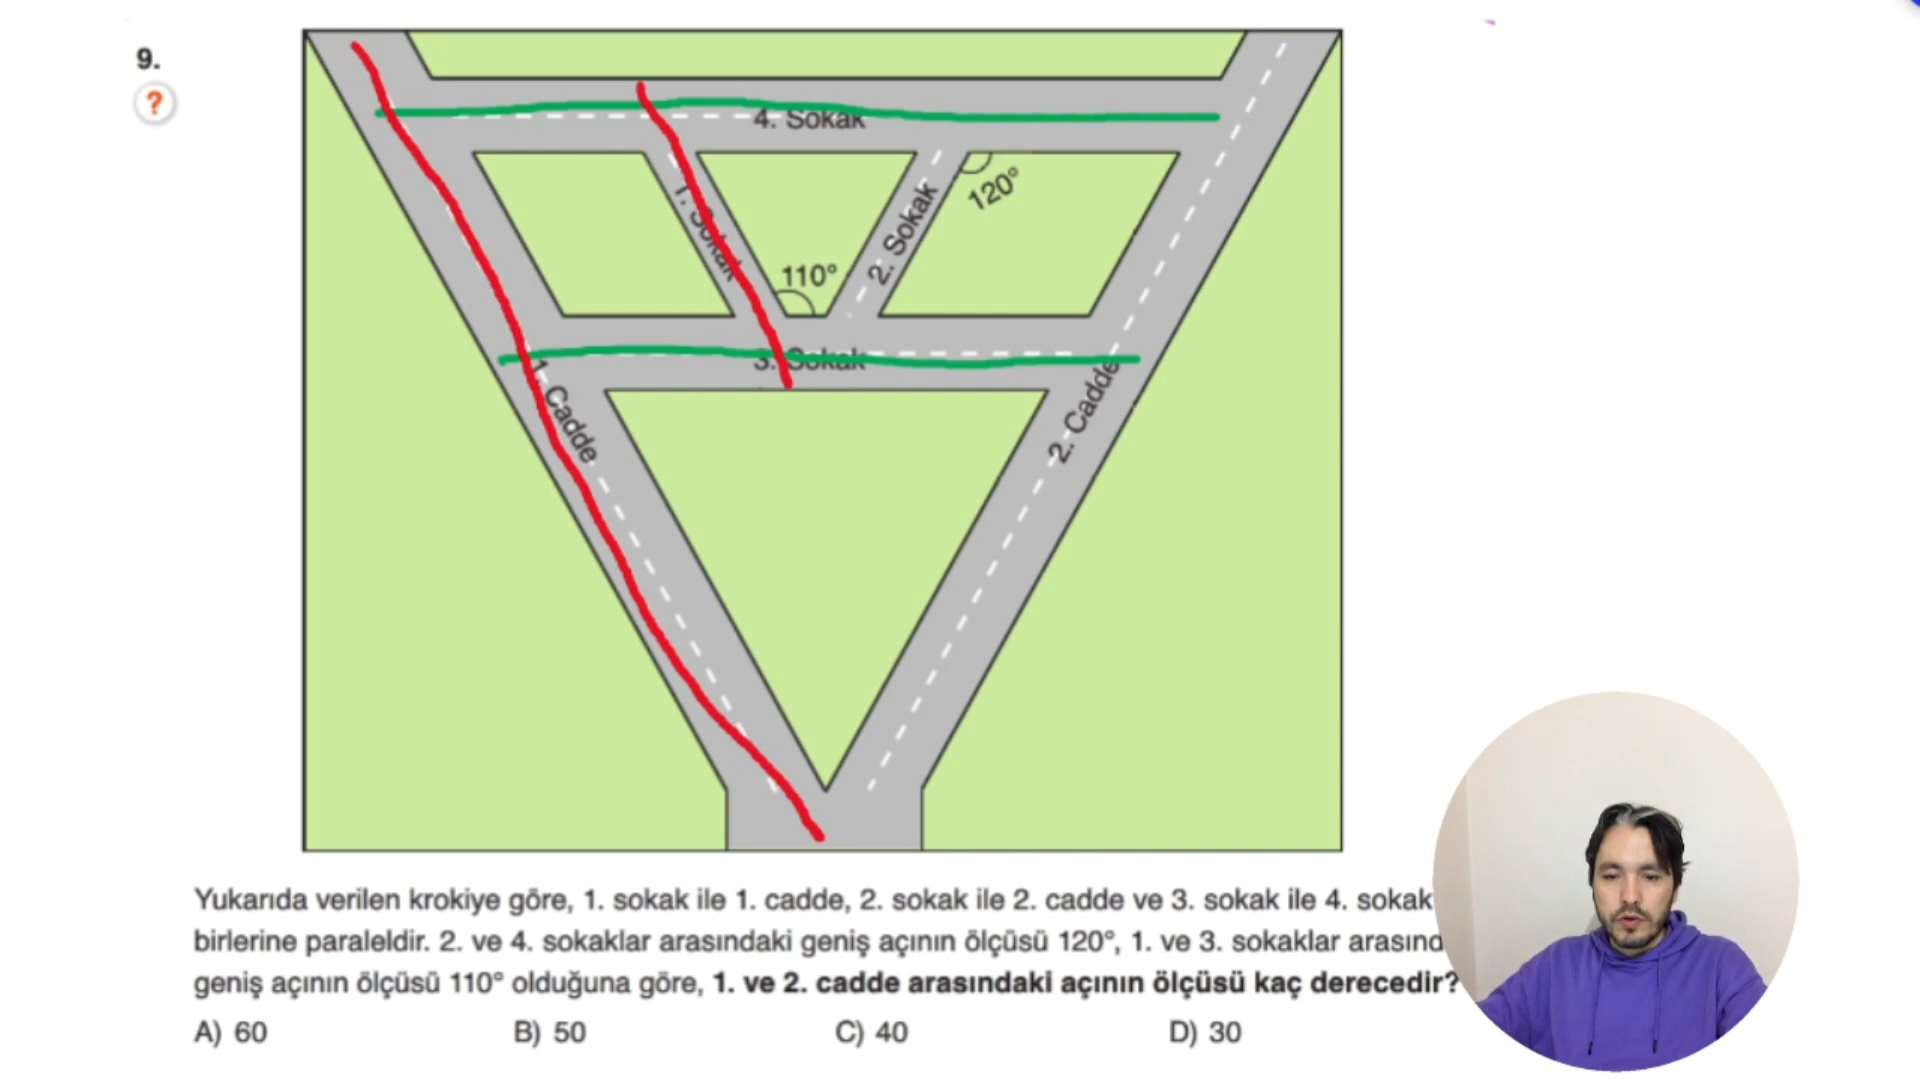 9.
?
4. Sokak
1. Sokak
2. Sokak
120°
110°
3. Sokak
1. Cadde
2. Cadde
Yukarıda verilen krokiye göre, 1. sokak ile 1. cadde, 2. sokak ile 2. cadde ve 3. sokak ile 4. sokak
birlerine paraleldir. 2. ve 4. sokaklar arasındaki geniş açının ölçüsü 120°, 1. ve 3. sokaklar
geniş açının ölçüsü 110° olduğuna göre, 1. ve 2. cadde arasındaki açının ölçüsü kaç derecedir?
A) 60 B) 50 C) 40 D) 30